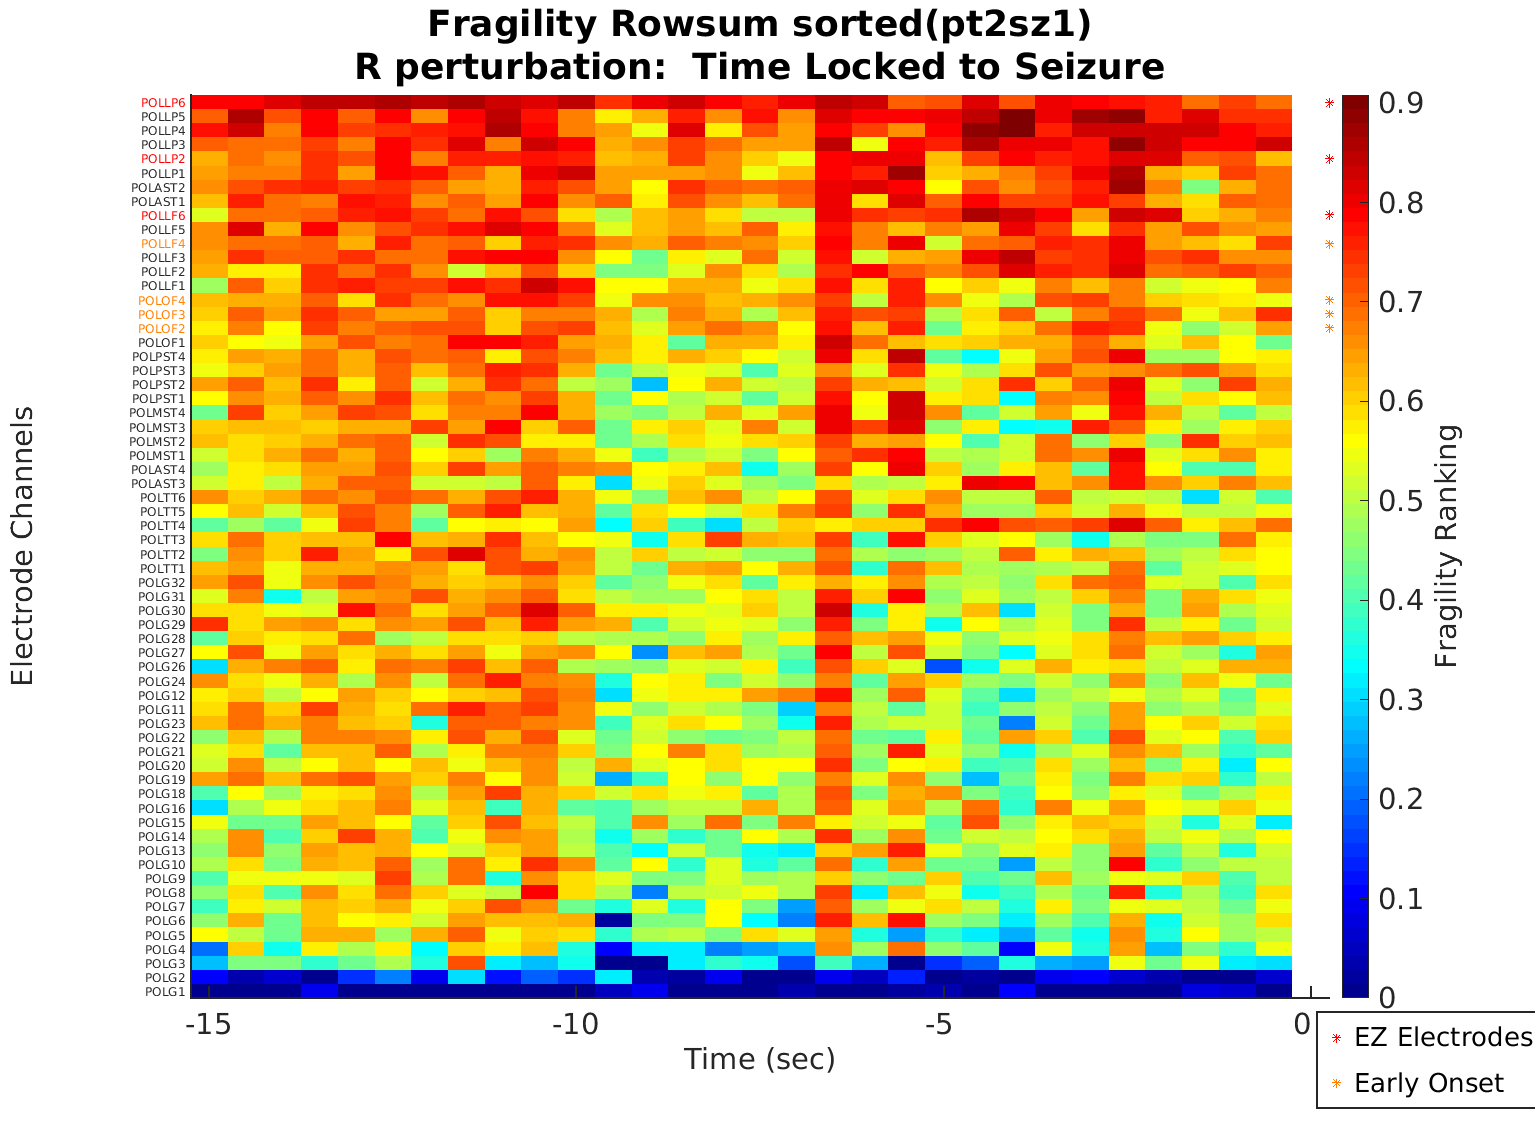 Fragility Rowsum sorted(pt2sz1)
R perturbation: Time Locked to Seizure
Electrode Channels
POLLP6
POLLP5
POLLP4
POLLP3
POLLP2
POLLP1
POLAST2
POLAST1
POLLF6
POLLF5
POLLF4
POLLF3
POLLF2
POLLF1
POLOF4
POLOF3
POLOF2
POLOF1
POLPST4
POLPST3
POLPST2
POLPST1
POLMST4
POLMST3
POLMST2
POLMST1
POLAST4
POLAST3
POLTT6
POLTT5
POLTT4
POLTT3
POLTT2
POLTT1
POLG32
POLG31
POLG30
POLG29
POLG28
POLG27
POLG26
POLG24
POLG12
POLG11
POLG23
POLG22
POLG21
POLG20
POLG19
POLG18
POLG16
POLG15
POLG14
POLG13
POLG10
POLG9
POLG8
POLG7
POLG6
POLG5
POLG4
POLG3
POLG2
POLG1
-15 -10 -5 0
Time (sec)
0.9
0.8
0.7
0.6
0.5
0.4
0.3
0.2
0.1
0
Fragility Ranking
EZ Electrodes
Early Onset